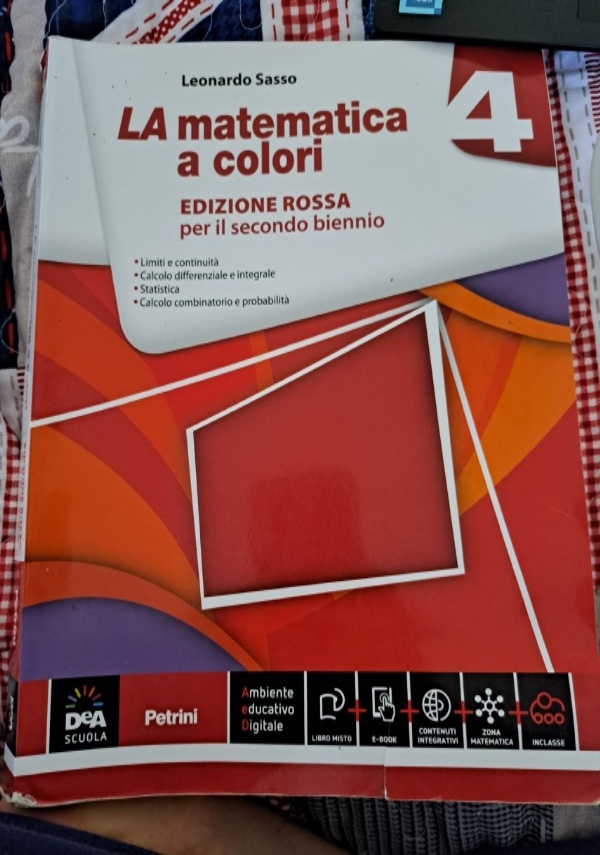 Leonardo Sasso
4
LA matematica
a colori
EDIZIONE ROSSA
per il secondo biennio
• Limiti e continuità
• Calcolo differenziale e integrale
• Statistica
• Calcolo combinatorio e probabilità
DeA
SCUOLA
Petrini
Ambiente
educativo
Digitale
LIBRO MISTO
+
E-BOOK
+
CONTENUTI
INTEGRATIVI
+
ZONA
MATEMATICA
+
INCLASSE